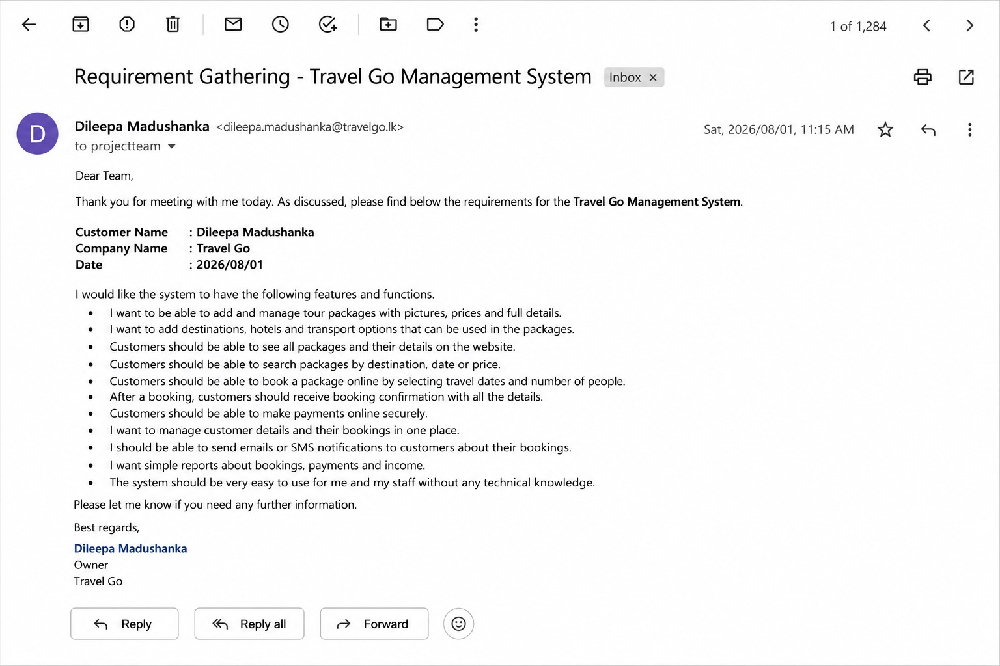 1 of 1,284
Requirement Gathering - Travel Go Management System Inbox ×
D
Dileepa Madushanka <dileepa.madushanka@travelgo.lk> Sat, 2026/08/01, 11:15 AM
to projectteam
Dear Team,
Thank you for meeting with me today. As discussed, please find below the requirements for the Travel Go Management System.
Customer Name : Dileepa Madushanka
Company Name : Travel Go
Date : 2026/08/01
I would like the system to have the following features and functions.
• I want to be able to add and manage tour packages with pictures, prices and full details.
• I want to add destinations, hotels and transport options that can be used in the packages.
• Customers should be able to see all packages and their details on the website.
• Customers should be able to search packages by destination, date or price.
• Customers should be able to book a package online by selecting travel dates and number of people.
• After a booking, customers should receive booking confirmation with all the details.
• Customers should be able to make payments online securely.
• I want to manage customer details and their bookings in one place.
• I should be able to send emails or SMS notifications to customers about their bookings.
• I want simple reports about bookings, payments and income.
• The system should be very easy to use for me and my staff without any technical knowledge.
Please let me know if you need any further information.
Best regards,
Dileepa Madushanka
Owner
Travel Go
Reply Reply all Forward